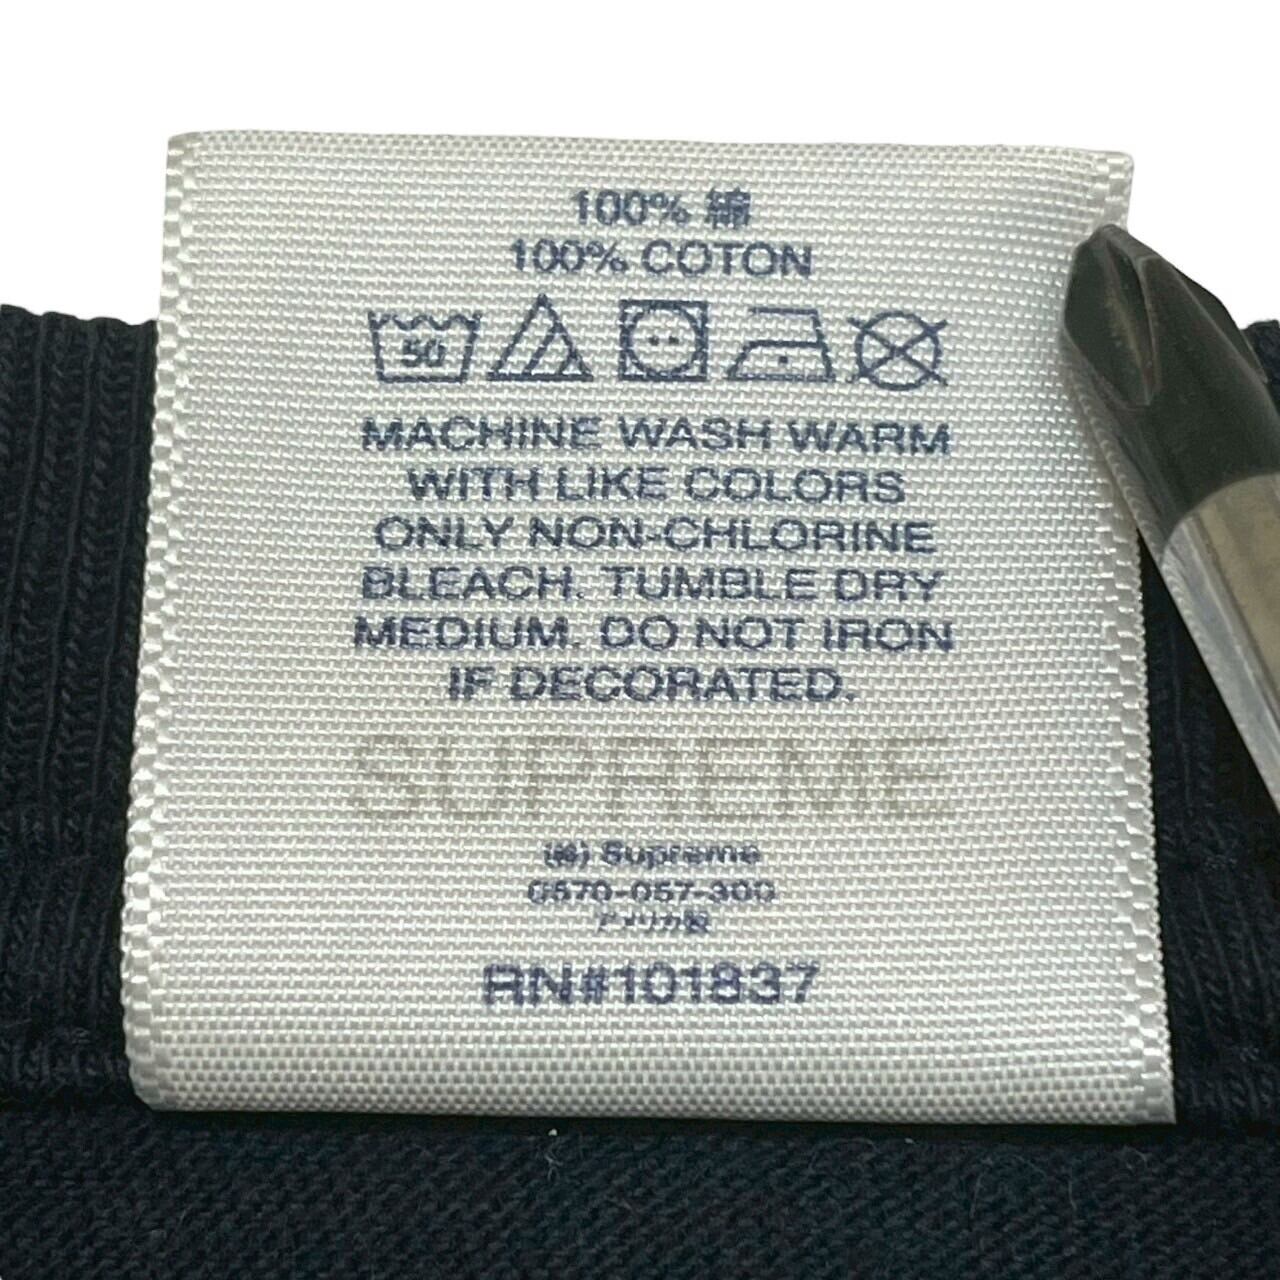 100% 綿
100% COTON
50
MACHINE WASH WARM
WITH LIKE COLORS
ONLY NON-CHLORINE
BLEACH. TUMBLE DRY
MEDIUM. DO NOT IRON
IF DECORATED.
SUPREME
(株) Supreme
0570-057-300
アメリカ製
RN#101837